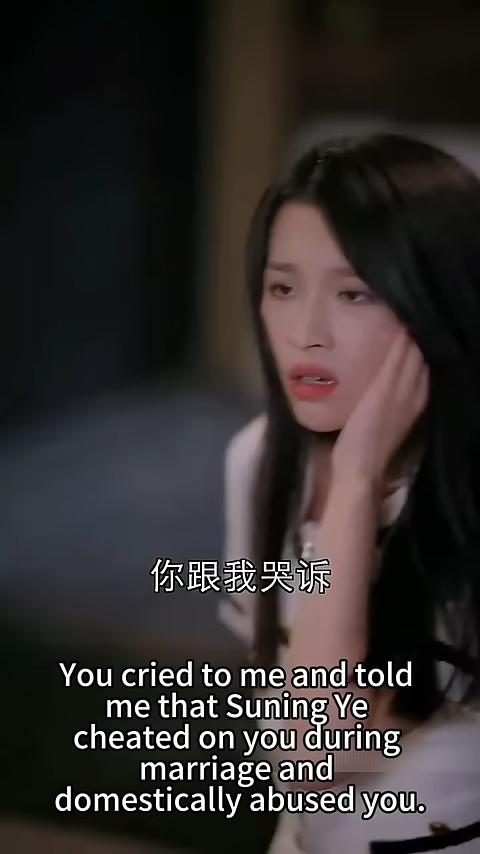 你跟我哭诉
You cried to me and told
me that Suning Ye
cheated on you during
marriage and
domestically abused you.